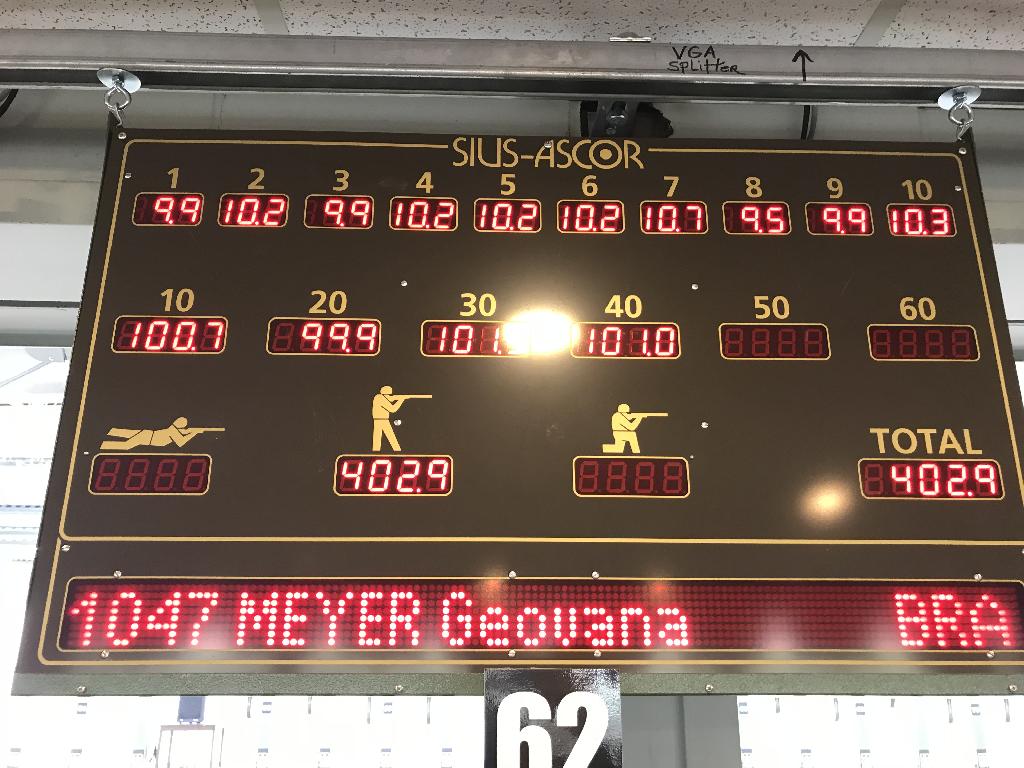 VGA
SPLitter
SIUS-ASCOR
1 2 3 4 5 6 7 8 9 10
9.9 10.2 9.9 10.2 10.2 10.2 10.7 9.5 9.9 10.3
10 20 30 40 50 60
100.7 99.9 101.3 101.0
TOTAL
402.9 402.9
1047 MEYER Geovana BRA
62